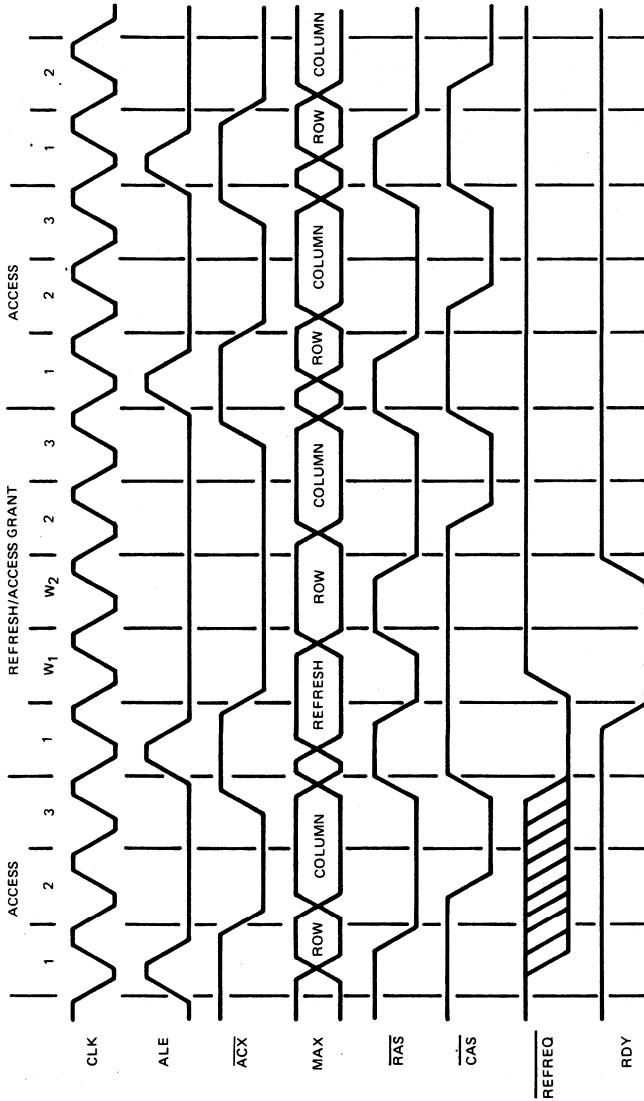 ACCESS REFRESH/ACCESS GRANT ACCESS
1 2 3 1 W1 W2 2 3 1 2 3 1 2
CLK
ALE
ACX
MAX ROW COLUMN REFRESH ROW COLUMN ROW COLUMN ROW COLUMN
RAS
CAS
REFREQ
RDY